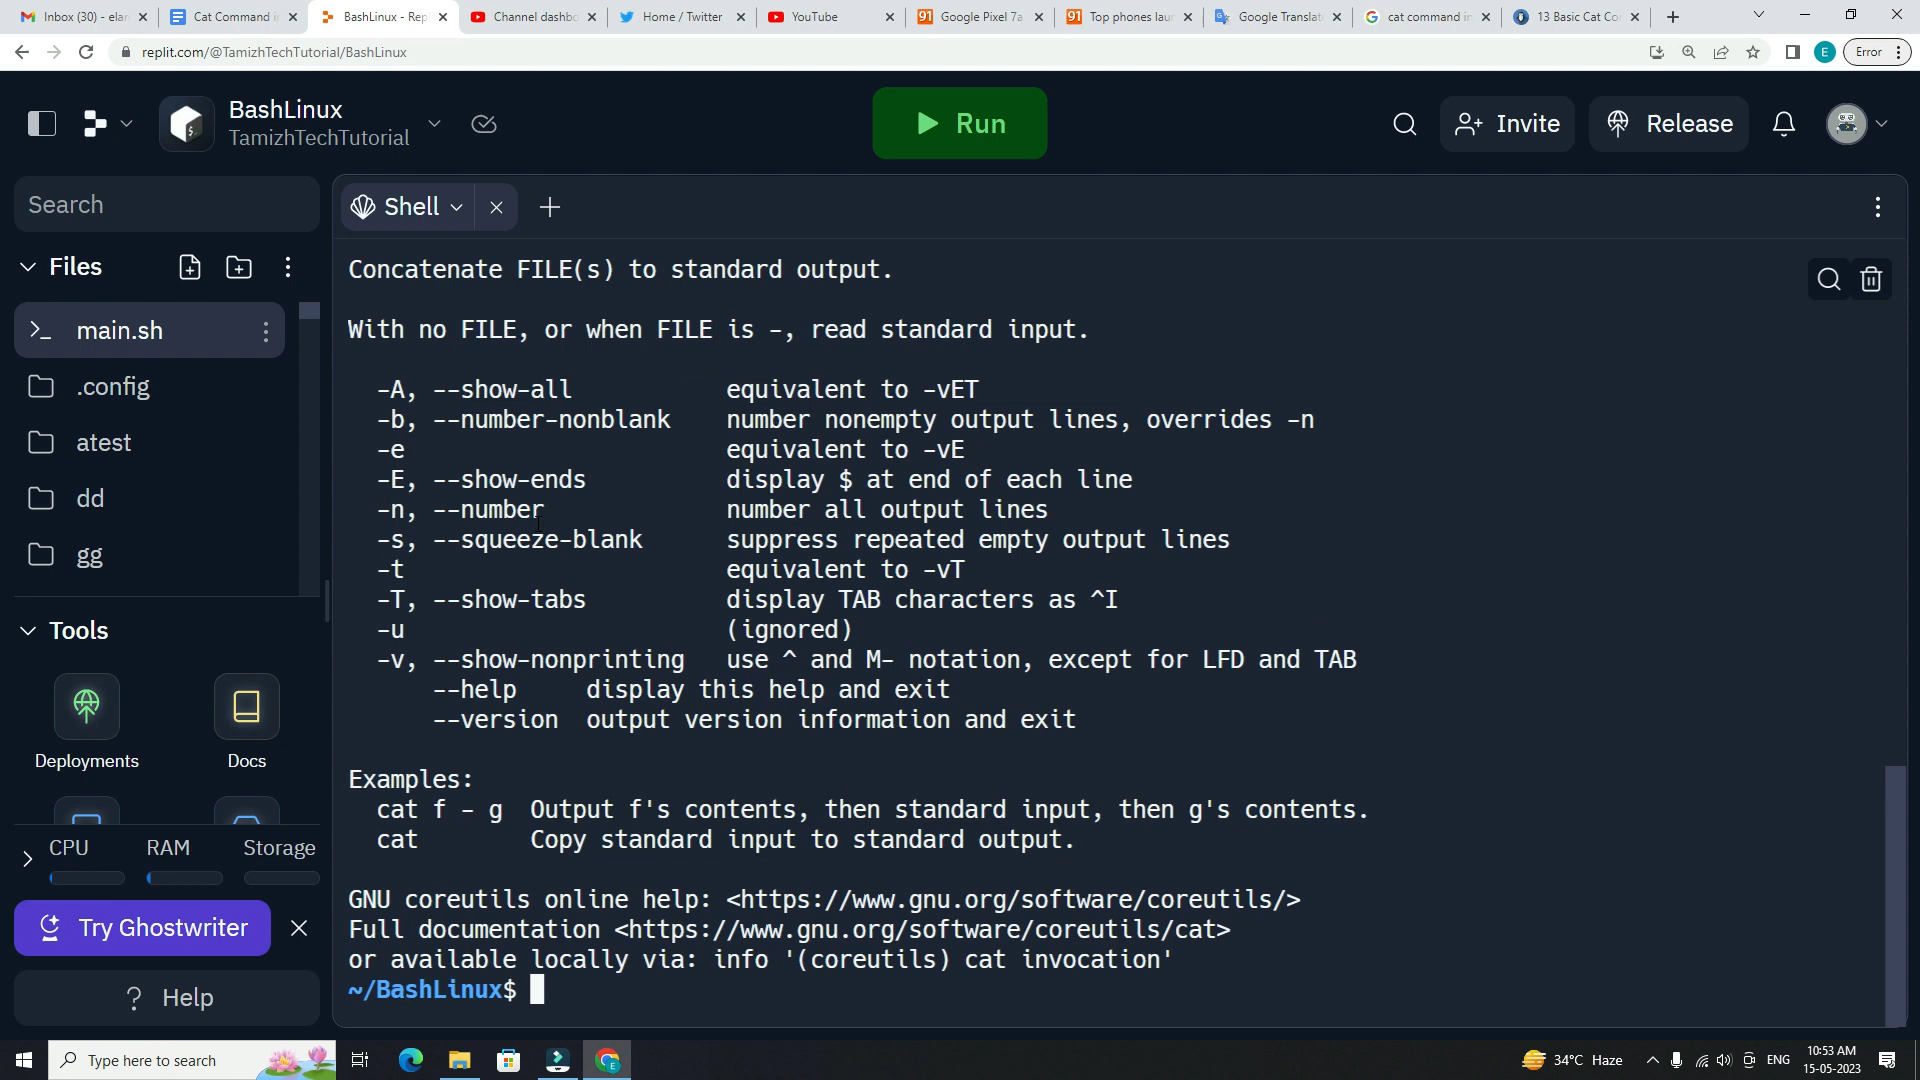 Inbox (30) - elan
Cat Command i
BashLinux - Rep
Channel dashbo
Home / Twitter
YouTube
91
Google Pixel 7a
91
Top phones lau
Google Translat
cat command in
13 Basic Cat Co
replit.com/@TamizhTechTutorial/BashLinux
E
Error
BashLinux
TamizhTechTutorial
Run
Invite
Release
Search
Shell
Files
main.sh
.config
atest
dd
gg
Tools
Deployments
Docs
CPU RAM Storage
Try Ghostwriter
? Help
Concatenate FILE(s) to standard output.
With no FILE, or when FILE is -, read standard input.
-A, --show-all equivalent to -vET
-b, --number-nonblank number nonempty output lines, overrides -n
-e equivalent to -vE
-E, --show-ends display $ at end of each line
-n, --number number all output lines
-s, --squeeze-blank suppress repeated empty output lines
-t equivalent to -vT
-T, --show-tabs display TAB characters as ^I
-u (ignored)
-v, --show-nonprinting use ^ and M- notation, except for LFD and TAB
--help display this help and exit
--version output version information and exit
Examples:
cat f - g Output f's contents, then standard input, then g's contents.
cat Copy standard input to standard output.
GNU coreutils online help: <https://www.gnu.org/software/coreutils/>
Full documentation <https://www.gnu.org/software/coreutils/cat>
or available locally via: info '(coreutils) cat invocation'
~/BashLinux$
Type here to search
34°C Haze
ENG
10:53 AM
15-05-2023